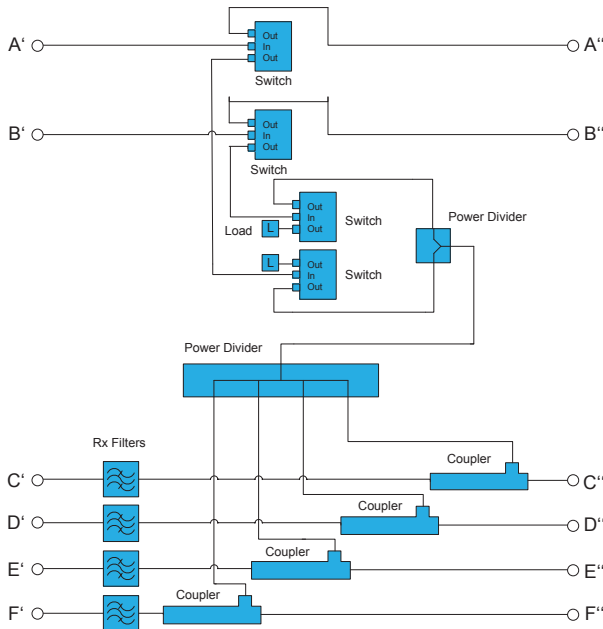 A‘
Out
In
Out
A“
Switch
B‘
Out
In
Out
B“
Switch
Out
In
Out
Switch
Load
L
Power Divider
L
Out
In
Out
Switch
Power Divider
Rx Filters
C‘
Coupler
C“
D‘
Coupler
D“
E‘
Coupler
E“
F‘
Coupler
F“